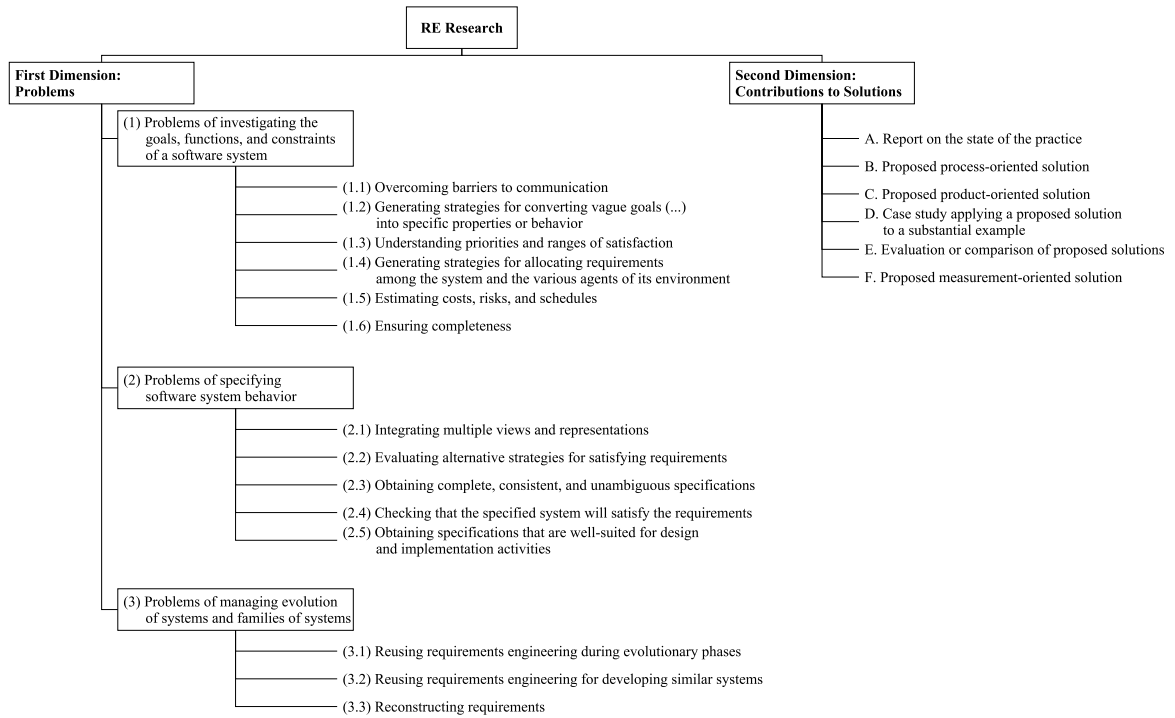 RE Research
First Dimension:
Problems
(1) Problems of investigating the
goals, functions, and constraints
of a software system
(1.1) Overcoming barriers to communication
(1.2) Generating strategies for converting vague goals (...)
into specific properties or behavior
(1.3) Understanding priorities and ranges of satisfaction
(1.4) Generating strategies for allocating requirements
among the system and the various agents of its environment
(1.5) Estimating costs, risks, and schedules
(1.6) Ensuring completeness
(2) Problems of specifying
software system behavior
(2.1) Integrating multiple views and representations
(2.2) Evaluating alternative strategies for satisfying requirements
(2.3) Obtaining complete, consistent, and unambiguous specifications
(2.4) Checking that the specified system will satisfy the requirements
(2.5) Obtaining specifications that are well-suited for design
and implementation activities
(3) Problems of managing evolution
of systems and families of systems
(3.1) Reusing requirements engineering during evolutionary phases
(3.2) Reusing requirements engineering for developing similar systems
(3.3) Reconstructing requirements
Second Dimension:
Contributions to Solutions
A. Report on the state of the practice
B. Proposed process-oriented solution
C. Proposed product-oriented solution
D. Case study applying a proposed solution
to a substantial example
E. Evaluation or comparison of proposed solutions
F. Proposed measurement-oriented solution